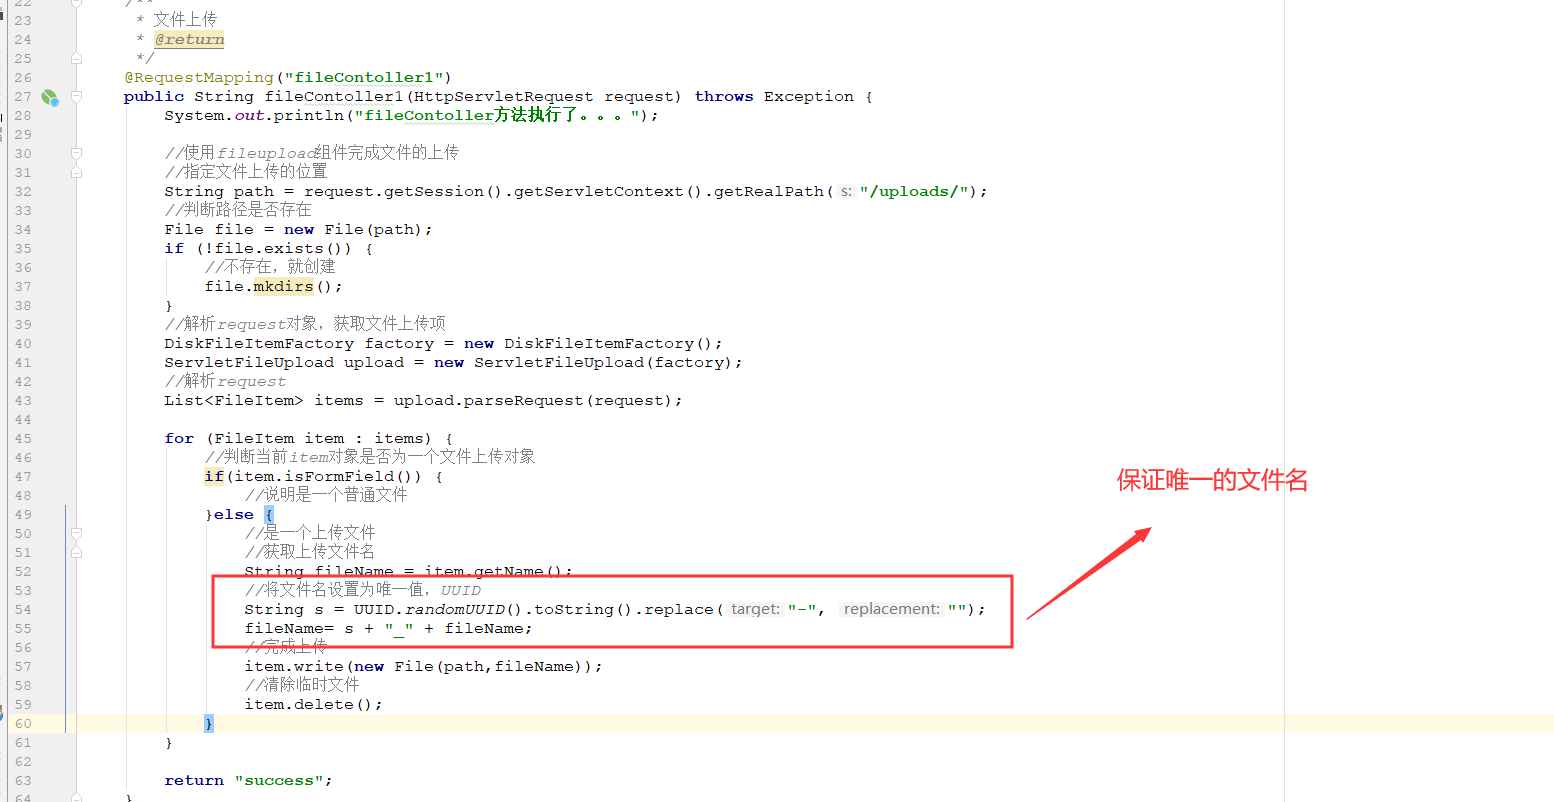 22 /**
23 * 文件上传
24 * @return
25 */
26 @RequestMapping("fileContoller1")
27 public String fileContoller1(HttpServletRequest request) throws Exception {
28 System.out.println("fileContoller方法执行了。。。");
29
30 //使用fileupload组件完成文件的上传
31 //指定文件上传的位置
32 String path = request.getSession().getServletContext().getRealPath( s: "/uploads/");
33 //判断路径是否存在
34 File file = new File(path);
35 if (!file.exists()) {
36 //不存在，就创建
37 file.mkdirs();
38 }
39 //解析request对象，获取文件上传项
40 DiskFileItemFactory factory = new DiskFileItemFactory();
41 ServletFileUpload upload = new ServletFileUpload(factory);
42 //解析request
43 List<FileItem> items = upload.parseRequest(request);
44
45 for (FileItem item : items) {
46 //判断当前item对象是否为一个文件上传对象
47 if(item.isFormField()) {
48 //说明是一个普通文件
49 }else {
50 //是一个上传文件
51 //获取上传文件名
52 String fileName = item.getName();
53 //将文件名设置为唯一值，UUID
54 String s = UUID.randomUUID().toString().replace( target: "-", replacement: "");
55 fileName= s + "_" + fileName;
56 //完成上传
57 item.write(new File(path,fileName));
58 //清除临时文件
59 item.delete();
60 }
61 }
62
63 return "success";
64 }
保证唯一的文件名